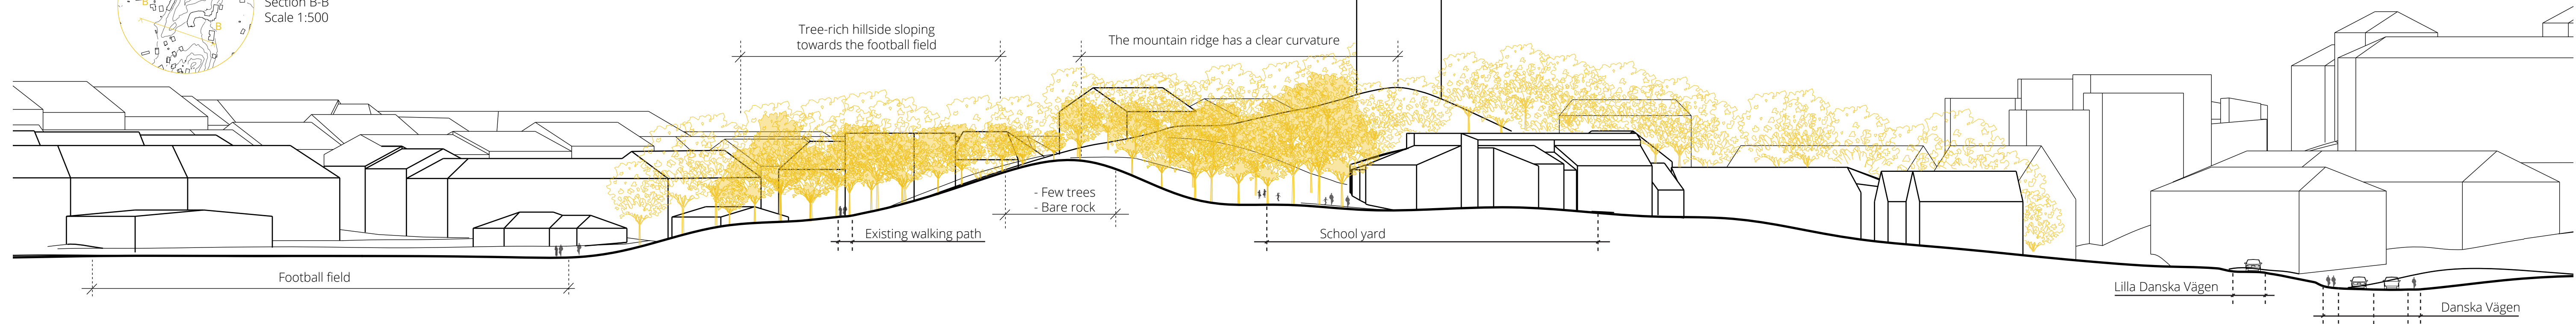 Section B-B
Scale 1:500
B
B
Tree-rich hillside sloping
towards the football field
The mountain ridge has a clear curvature
- Few trees
- Bare rock
Existing walking path
School yard
Football field
Lilla Danska Vägen
Danska Vägen